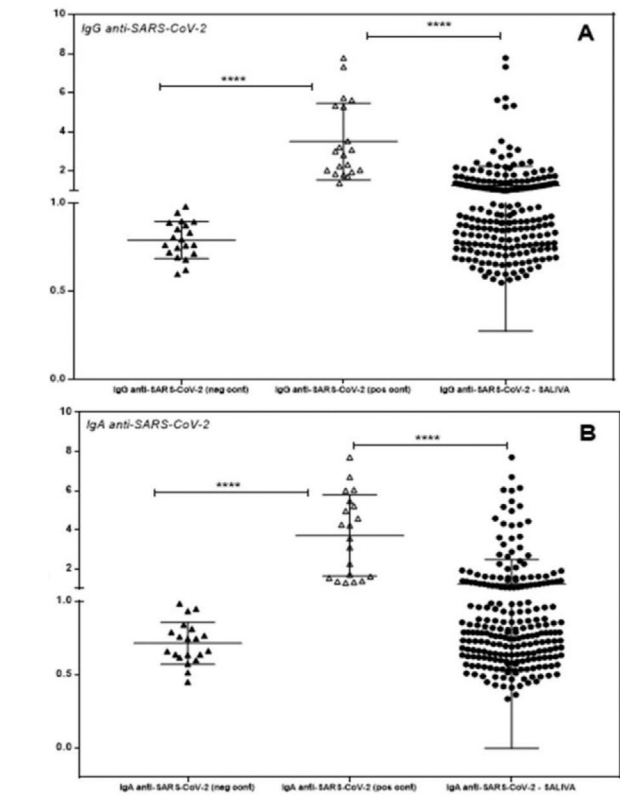 10
IgG anti-SARS-CoV-2
A
****
****
8
6
4
2
1.0
0.5
0.0
IgG anti-SARS-CoV-2 (neg cont)
IgG anti-SARS-CoV-2 (pos cont)
IgG anti-SARS-CoV-2 - SALIVA
10
IgA anti-SARS-CoV-2
B
****
****
8
6
4
2
1.0
0.5
0.0
IgA anti-SARS-CoV-2 (neg cont)
IgA anti-SARS-CoV-2 (pos cont)
IgA anti-SARS-CoV-2 - SALIVA